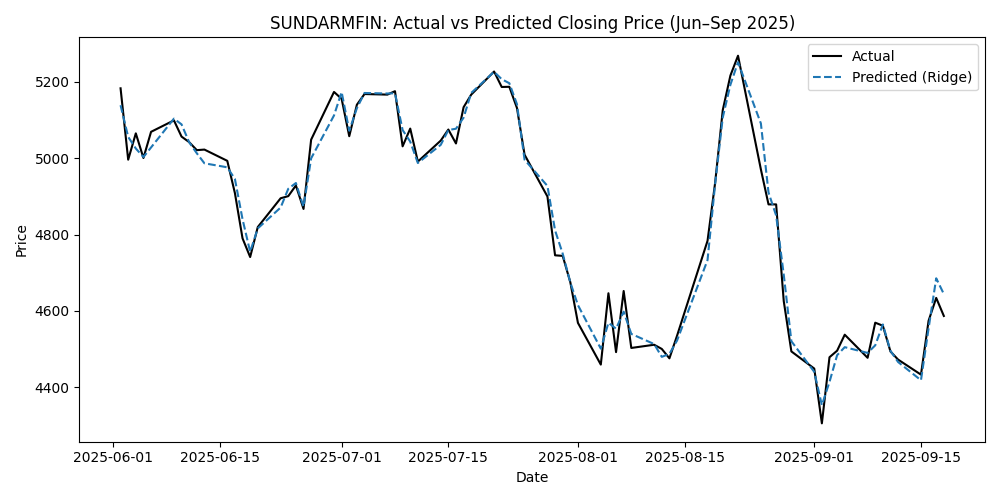 SUNDARMFIN: Actual vs Predicted Closing Price (Jun–Sep 2025)
Actual
Predicted (Ridge)
Price
5200
5000
4800
4600
4400
2025-06-01 2025-06-15 2025-07-01 2025-07-15 2025-08-01 2025-08-15 2025-09-01 2025-09-15
Date